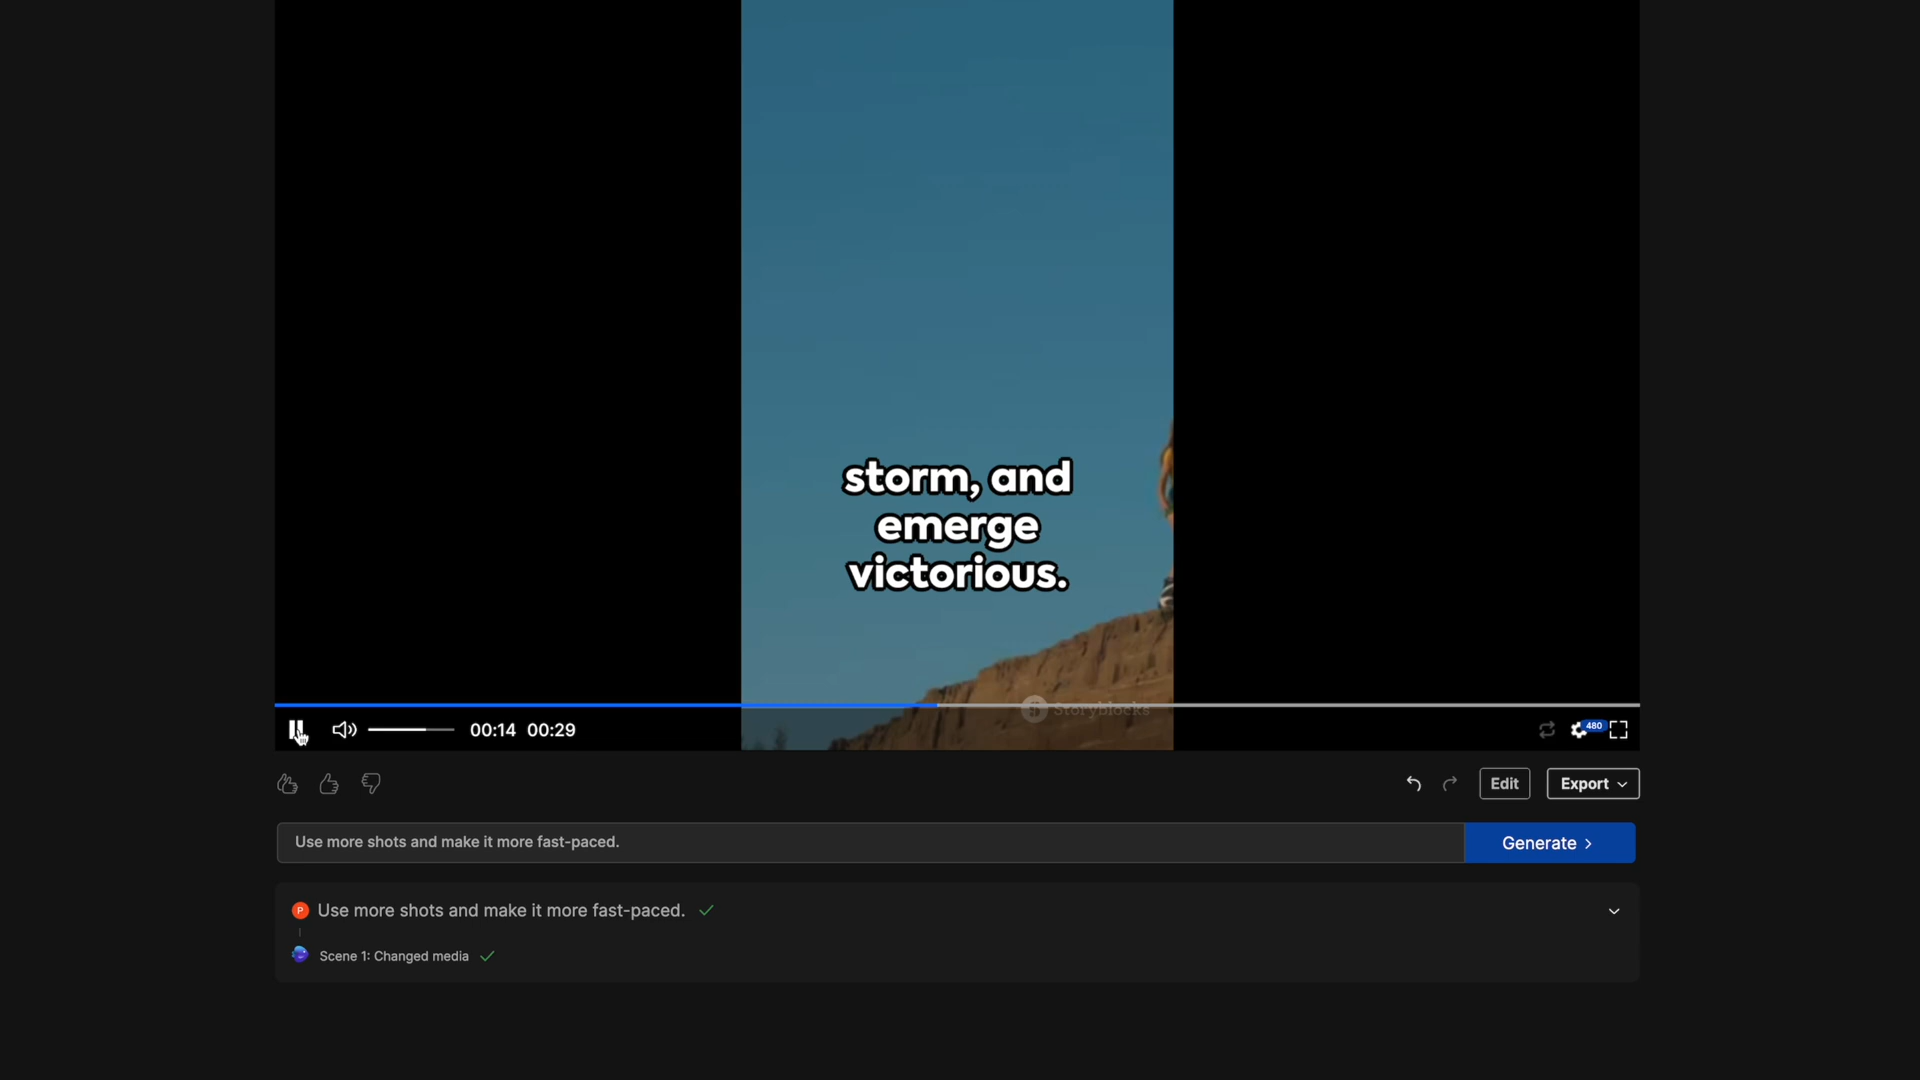 storm, and
emerge
victorious.
Storyblocks
00:14 00:29
480
Edit
Export
Use more shots and make it more fast-paced.
Generate
P Use more shots and make it more fast-paced.
Scene 1: Changed media